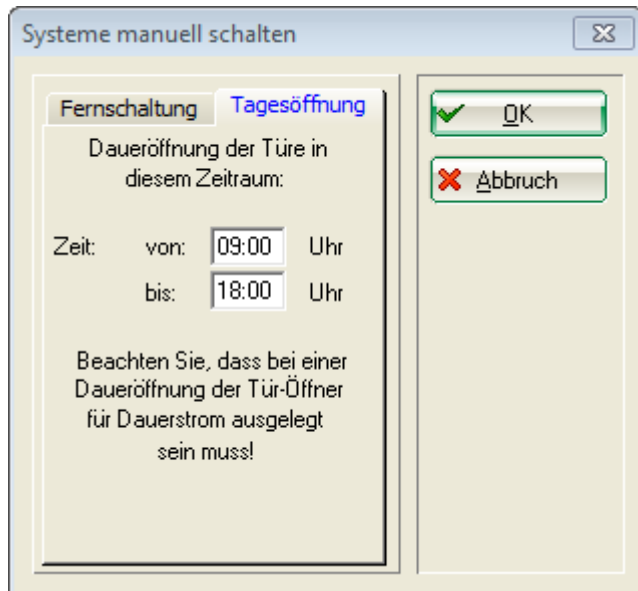 Systeme manuell schalten
Fernschaltung
Tagesöffnung
Daueröffnung der Türe in
diesem Zeitraum:
Zeit: von: 09:00 Uhr
bis: 18:00 Uhr
Beachten Sie, dass bei einer
Daueröffnung der Tür-Öffner
für Dauerstrom ausgelegt
sein muss!
OK
Abbruch